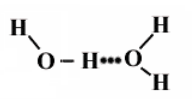 H H
O – H ••• O
H